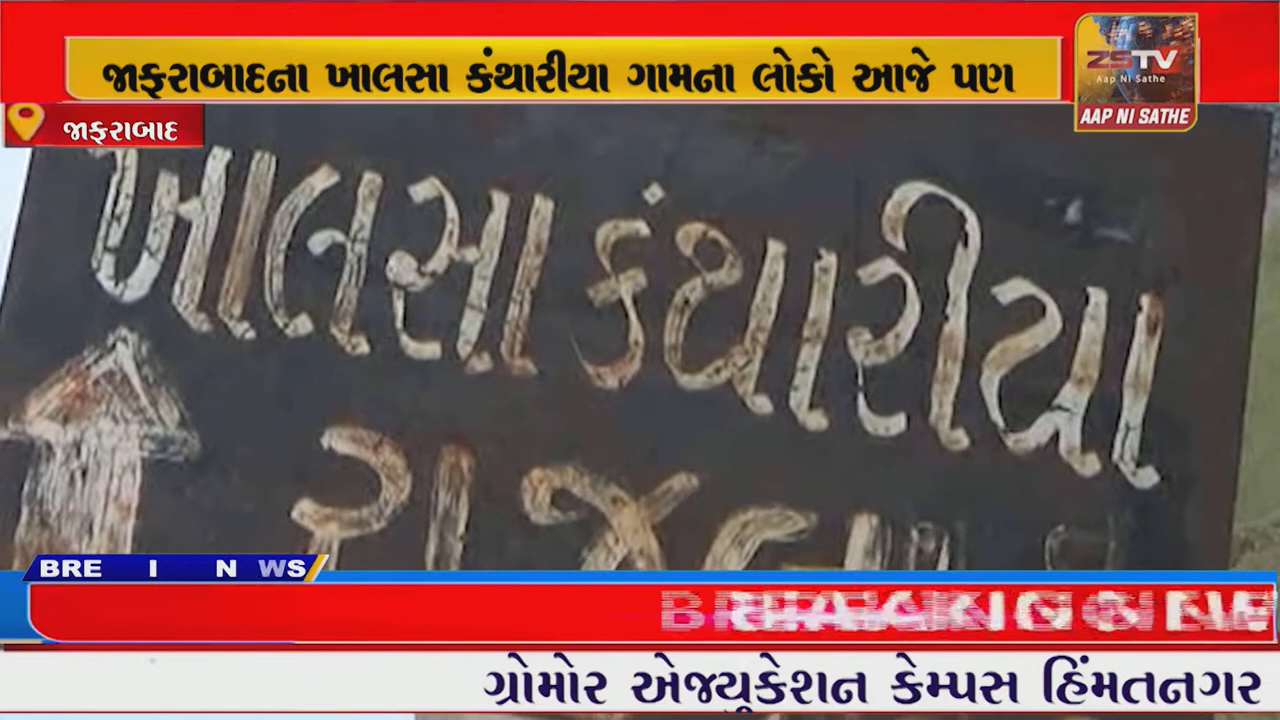 જાફરાબાદના ખાલસા કંથારીયા ગામના લોકો આજે પણ
ZSTV
Aap Ni Sathe
AAP NI SATHE
જાફરાબાદ
ખાલસા કંથારીયા
BRE I N WS
ગ્રોમોર એજ્યુકેશન કેમ્પસ હિંમતનગર